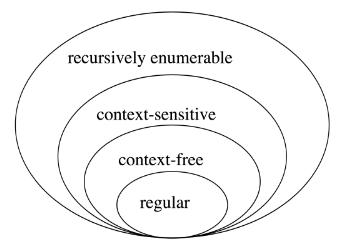 recursively enumerable
context-sensitive
context-free
regular